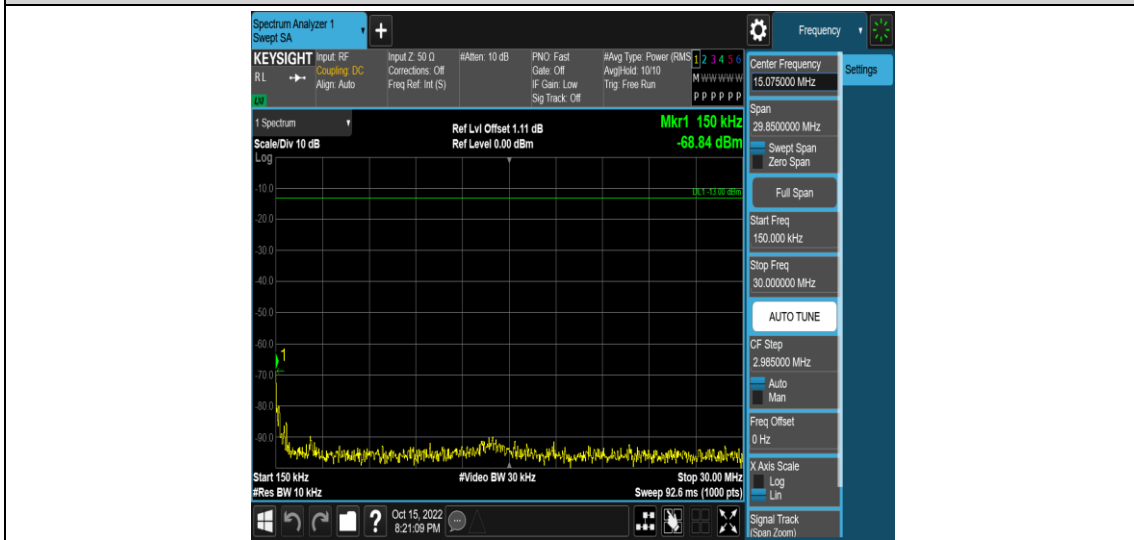 Spectrum Analyzer 1
Swept SA
+
Frequency
KEYSIGHT
RL
LXI
Input: RF
Coupling: DC
Align: Auto
Input Z: 50 Ω
Corrections: Off
Freq Ref: Int (S)
#Atten: 10 dB
PNO: Fast
Gate: Off
IF Gain: Low
Sig Track: Off
#Avg Type: Power (RMS
Avg|Hold: 10/10
Trig: Free Run
1 2 3 4 5 6
M W W W W W
P P P P P P
1 Spectrum
Scale/Div 10 dB
Log
Ref Lvl Offset 1.11 dB
Ref Level 0.00 dBm
Mkr1 150 kHz
-68.84 dBm
DL1 -13.00 dBm
-10.0
-20.0
-30.0
-40.0
-50.0
-60.0
1
-70.0
-80.0
-90.0
Start 150 kHz
#Res BW 10 kHz
#Video BW 30 kHz
Stop 30.00 MHz
Sweep 92.6 ms (1000 pts)
Center Frequency
15.075000 MHz
Settings
Span
29.8500000 MHz
Swept Span
Zero Span
Full Span
Start Freq
150.000 kHz
Stop Freq
30.000000 MHz
AUTO TUNE
CF Step
2.985000 MHz
Auto
Man
Freq Offset
0 Hz
X Axis Scale
Log
Lin
Signal Track
(Span Zoom)
?
Oct 15, 2022
8:21:09 PM